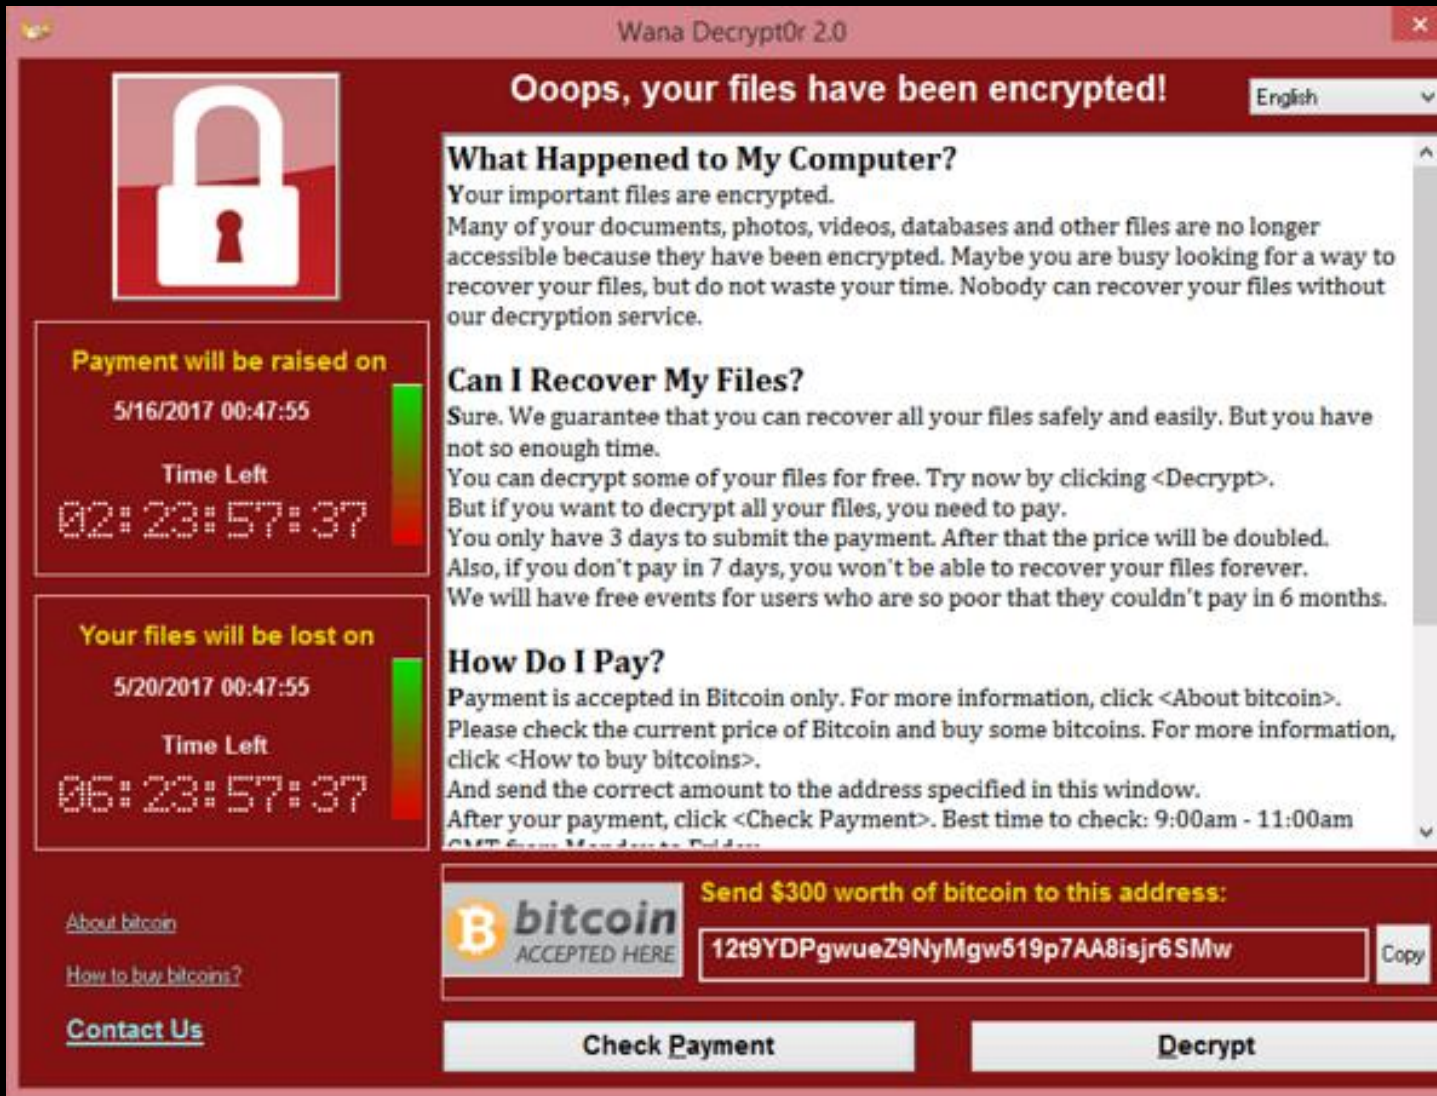 Wana Decrypt0r 2.0
Ooops, your files have been encrypted!
English
What Happened to My Computer?
Your important files are encrypted.
Many of your documents, photos, videos, databases and other files are no longer
accessible because they have been encrypted. Maybe you are busy looking for a way to
recover your files, but do not waste your time. Nobody can recover your files without
our decryption service.
Can I Recover My Files?
Sure. We guarantee that you can recover all your files safely and easily. But you have
not so enough time.
You can decrypt some of your files for free. Try now by clicking <Decrypt>.
But if you want to decrypt all your files, you need to pay.
You only have 3 days to submit the payment. After that the price will be doubled.
Also, if you don't pay in 7 days, you won't be able to recover your files forever.
We will have free events for users who are so poor that they couldn't pay in 6 months.
How Do I Pay?
Payment is accepted in Bitcoin only. For more information, click <About bitcoin>.
Please check the current price of Bitcoin and buy some bitcoins. For more information,
click <How to buy bitcoins>.
And send the correct amount to the address specified in this window.
After your payment, click <Check Payment>. Best time to check: 9:00am - 11:00am
GMT from Monday to Friday.
Payment will be raised on
5/16/2017 00:47:55
Time Left
02:23:57:37
Your files will be lost on
5/20/2017 00:47:55
Time Left
06:23:57:37
About bitcoin
How to buy bitcoins?
Contact Us
bitcoin
ACCEPTED HERE
Send $300 worth of bitcoin to this address:
12t9YDPgwueZ9NyMgw519p7AA8isjr6SMw
Copy
Check Payment
Decrypt